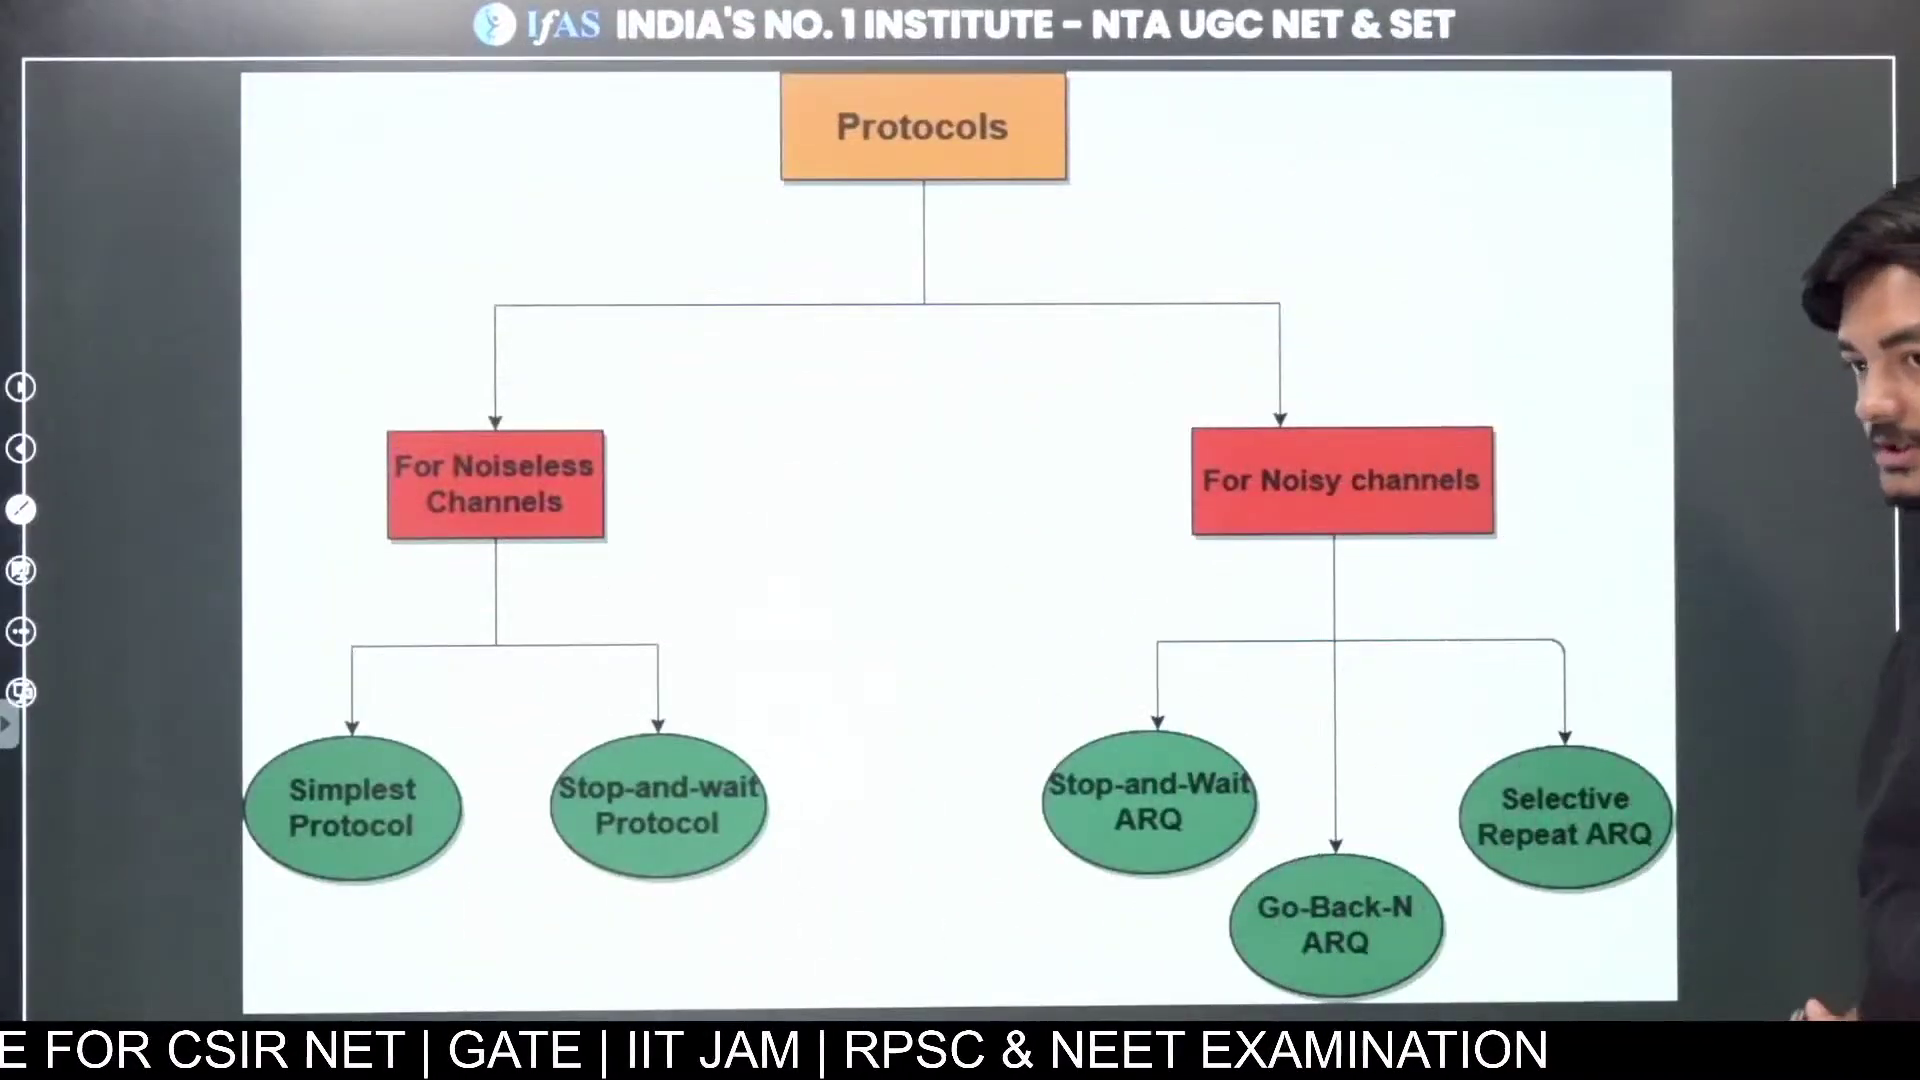 IfAS INDIA'S NO. 1 INSTITUTE - NTA UGC NET & SET
Protocols
For Noiseless
Channels
For Noisy channels
Simplest
Protocol
Stop-and-wait
Protocol
Stop-and-Wait
ARQ
Go-Back-N
ARQ
Selective
Repeat ARQ
E FOR CSIR NET | GATE | IIT JAM | RPSC & NEET EXAMINATION